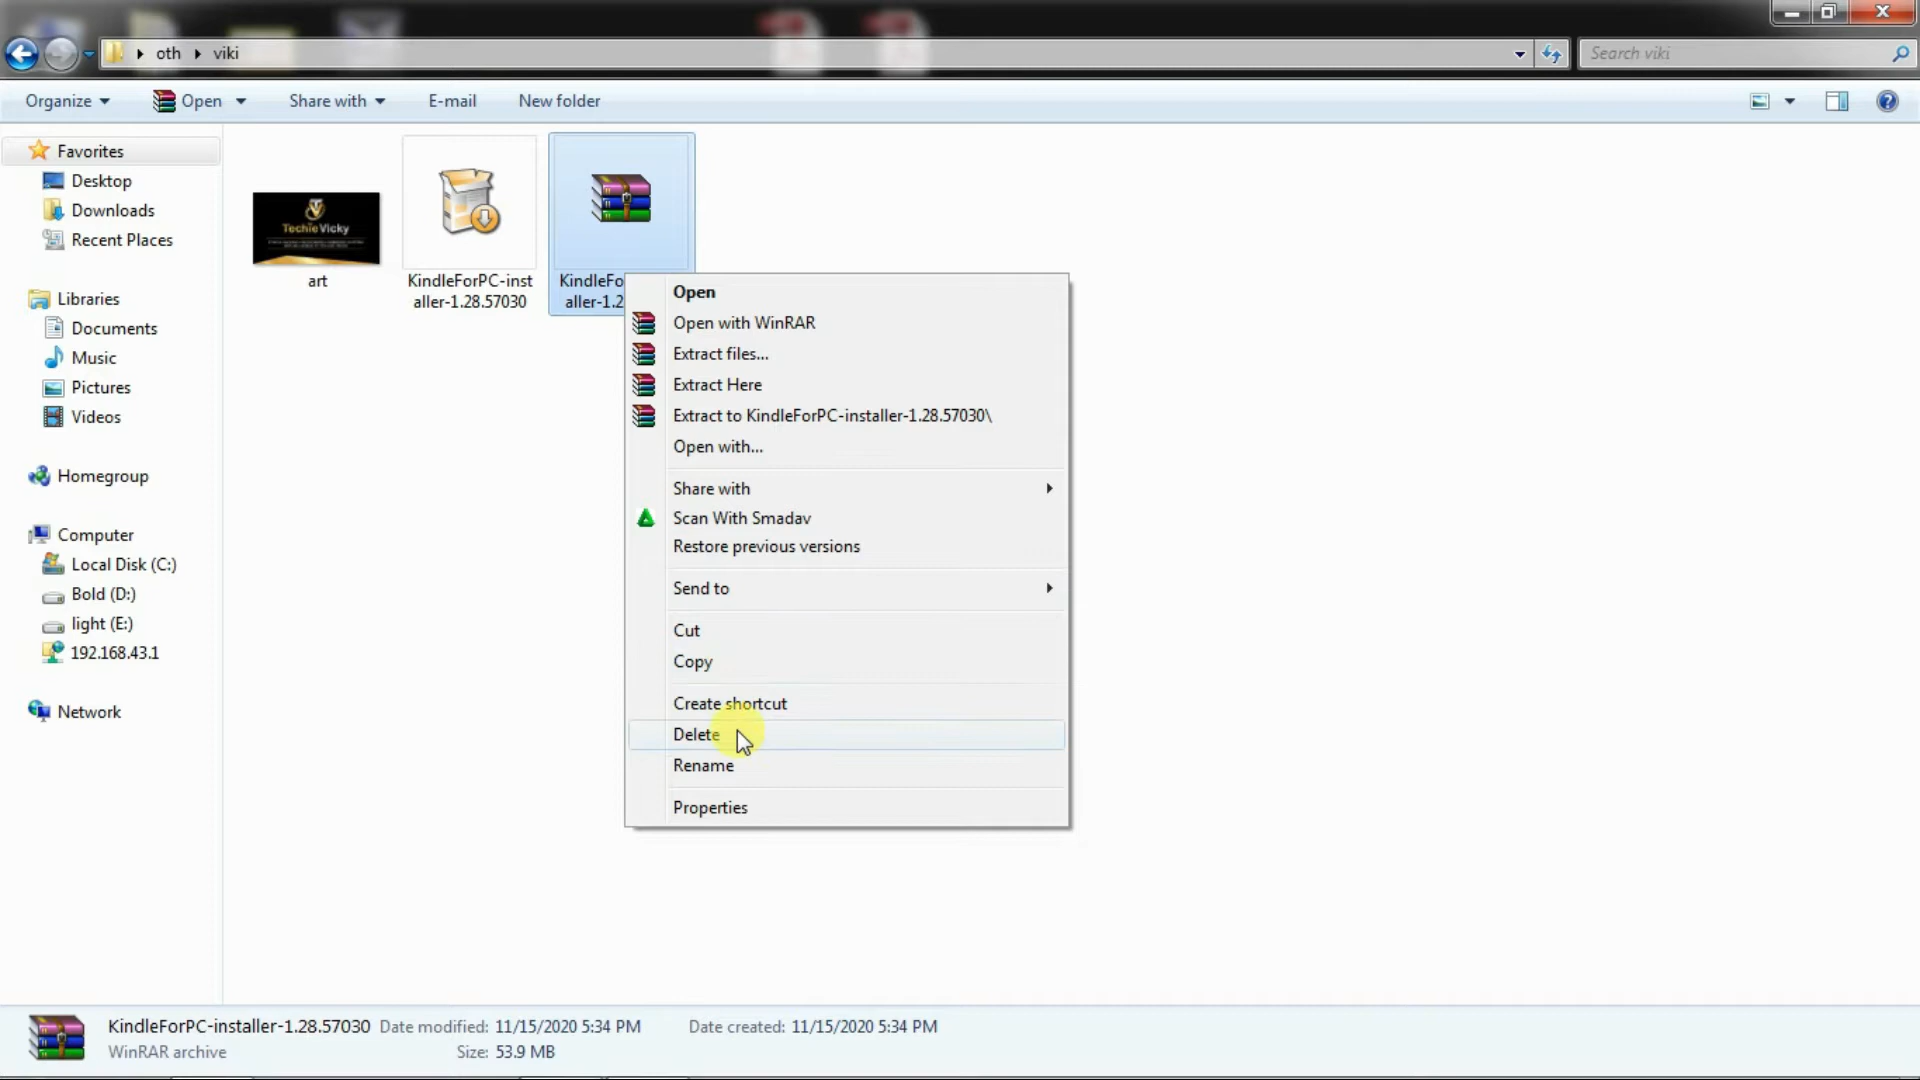 oth viki
Search viki
Organize Open Share with E-mail New folder
Favorites
Desktop
Downloads
Recent Places
Libraries
Documents
Music
Pictures
Videos
Homegroup
Computer
Local Disk (C:)
Bold (D:)
light (E:)
192.168.43.1
Network
Techie Vicky
art
KindleForPC-inst
aller-1.28.57030
KindleFo
aller-1.2
Open
Open with WinRAR
Extract files...
Extract Here
Extract to KindleForPC-installer-1.28.57030\
Open with...
Share with
Scan With Smadav
Restore previous versions
Send to
Cut
Copy
Create shortcut
Delete
Rename
Properties
KindleForPC-installer-1.28.57030 Date modified: 11/15/2020 5:34 PM Date created: 11/15/2020 5:34 PM
WinRAR archive Size: 53.9 MB